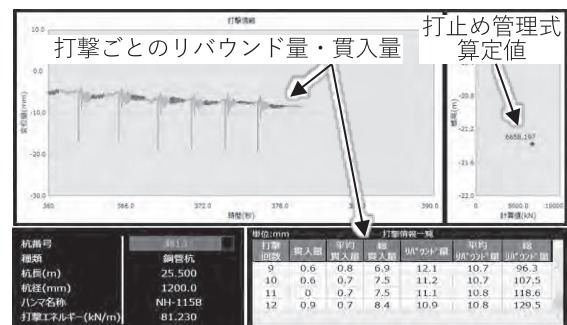 打撃情報
打撃ごとのリバウンド量・貫入量
打止め管理式
算定値
10.0
0.0
-10.0
-20.0
-30.0
変位量(mm)
360
366.0
372.0
378.0
390.0
時間(秒)
標高(m)
-20.8
-21.2
-21.6
-22.0
6658.197
0
5000.0
10000
計算値(kN)
杭番号
種類 鋼管杭
杭長(m) 25.500
杭径(mm) 1200.0
ハンマ名称 NH-115B
打撃エネルギー(kN/m) 81.230
単位:mm 打撃情報一覧
打撃回数 貫入量 平均貫入量 総貫入量 リバウンド量 平均リバウンド量 総リバウンド量
9 0.6 0.8 6.9 12.1 10.7 96.3
10 0.6 0.7 7.5 11.2 10.7 107.5
11 0 0.7 7.5 11.1 10.8 118.6
12 0.9 0.7 8.4 10.9 10.8 129.5